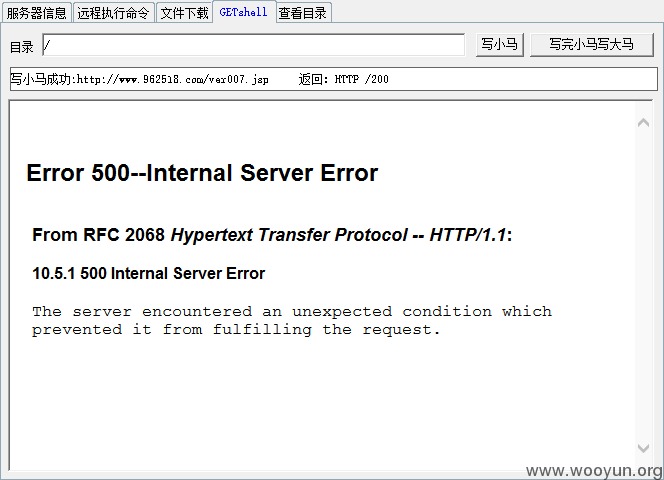 服务器信息 远程执行命令 文件下载 GETshell 查看目录
目录 / 写小马 写完小马写大马
写小马成功:http://www.962518.com/ver007.jsp 返回: HTTP /200
Error 500--Internal Server Error
From RFC 2068 Hypertext Transfer Protocol -- HTTP/1.1:
10.5.1 500 Internal Server Error
The server encountered an unexpected condition which
prevented it from fulfilling the request.
www.wooyun.org